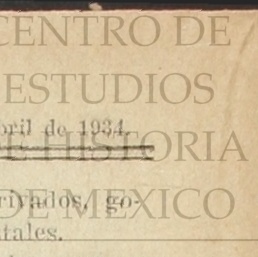 CENTRO DE
ESTUDIOS
bril de 1934.
DE HISTORIA
rivados, go-
DE MEXICO
tales.